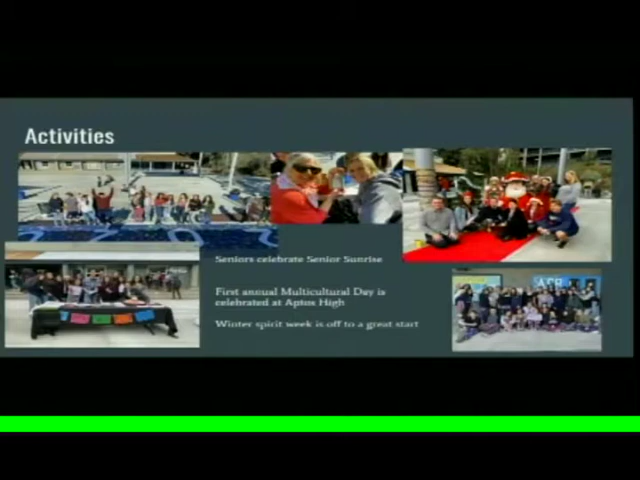 Activities
Seniors celebrate Senior Sunrise
First annual Multicultural Day is
celebrated at Aptos High
Winter spirit week is off to a great start